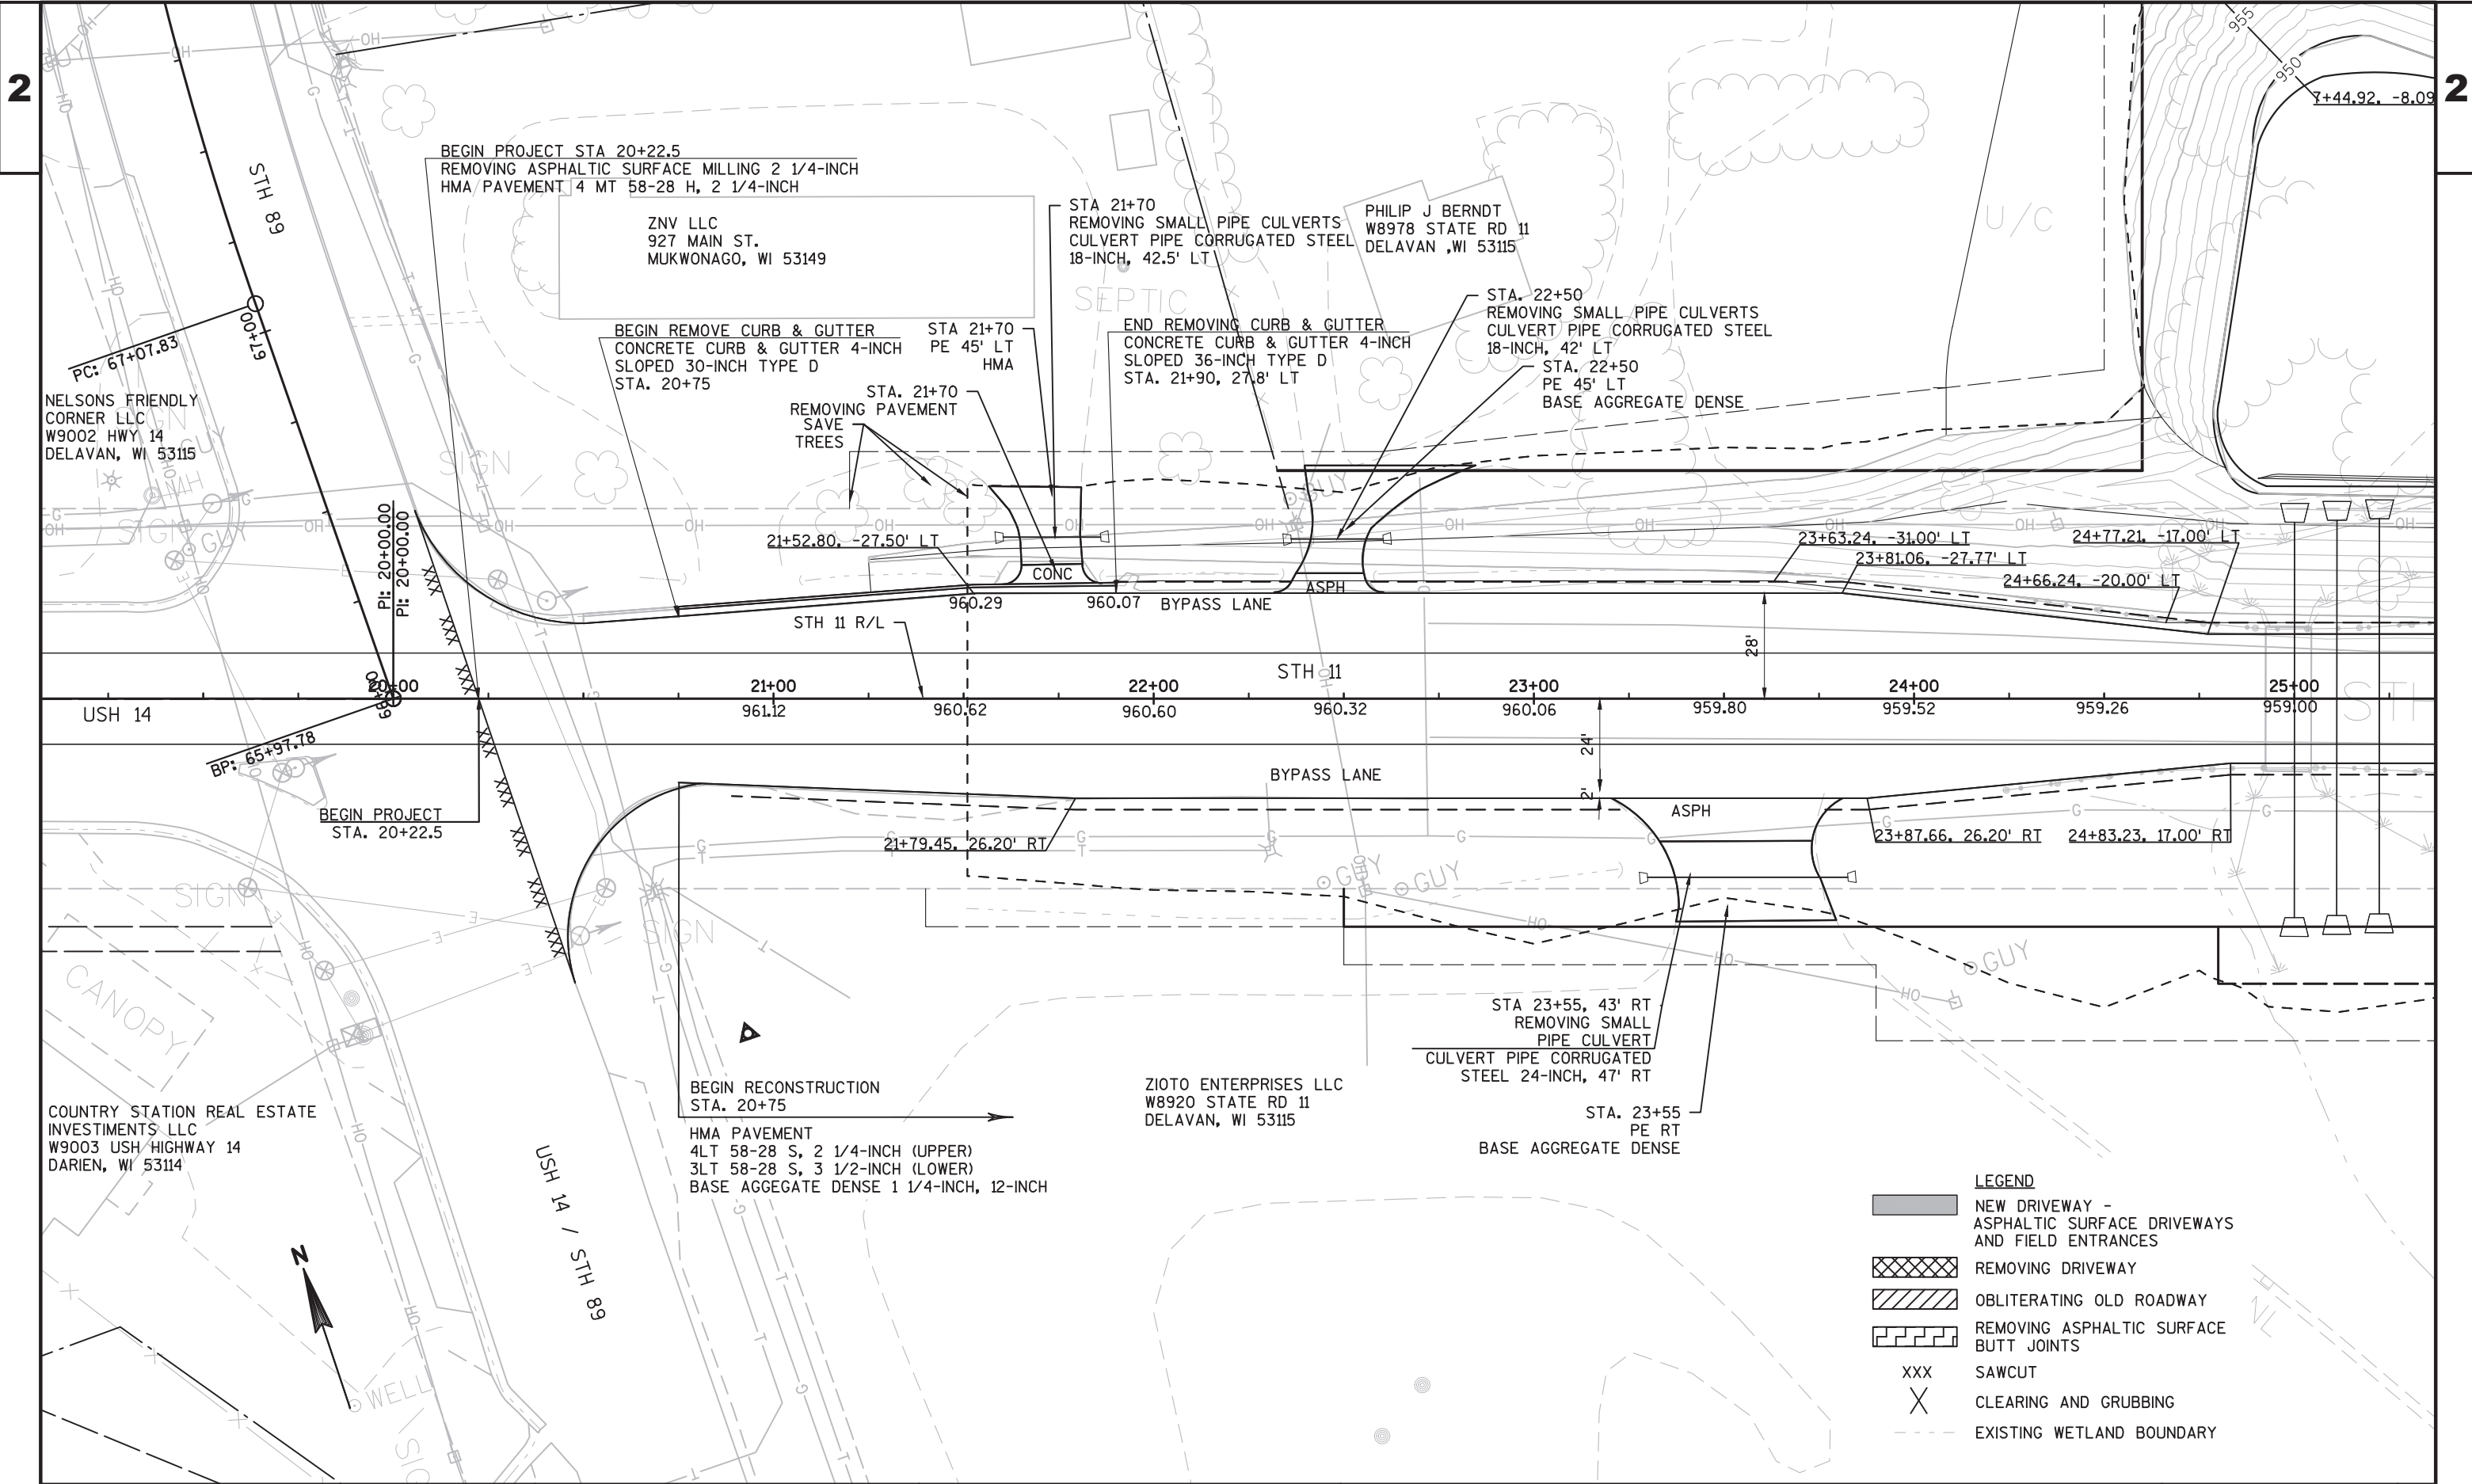 2
2
955
950
7+44.92, -8.09
STH 89
BEGIN PROJECT STA 20+22.5
REMOVING ASPHALTIC SURFACE MILLING 2 1/4-INCH
HMA PAVEMENT 4 MT 58-28 H, 2 1/4-INCH
ZNV LLC
927 MAIN ST.
MUKWONAGO, WI 53149
STA 21+70
REMOVING SMALL PIPE CULVERTS
CULVERT PIPE CORRUGATED STEEL
18-INCH, 42.5' LT
PHILIP J BERNDT
W8978 STATE RD 11
DELAVAN ,WI 53115
U/C
SEPTIC
STA. 22+50
REMOVING SMALL PIPE CULVERTS
CULVERT PIPE CORRUGATED STEEL
18-INCH, 42' LT
STA. 22+50
PE 45' LT
BASE AGGREGATE DENSE
BEGIN REMOVE CURB & GUTTER
CONCRETE CURB & GUTTER 4-INCH
SLOPED 30-INCH TYPE D
STA. 20+75
STA 21+70
PE 45' LT
HMA
END REMOVING CURB & GUTTER
CONCRETE CURB & GUTTER 4-INCH
SLOPED 36-INCH TYPE D
STA. 21+90, 27.8' LT
STA. 21+70
REMOVING PAVEMENT
SAVE
TREES
67+00
PC: 67+07.83
NELSONS FRIENDLY
CORNER LLC
W9002 HWY 14
DELAVAN, WI 53115
SIGN
GUY
MH
SIGN
GUY
SIGN
GUY
GUY
PI: 20+00.00
PI: 20+00.00
21+52.80, -27.50' LT
CONC
ASPH
23+63.24, -31.00' LT
23+81.06, -27.77' LT
24+77.21, -17.00' LT
24+66.24, -20.00' LT
960.29
960.07
BYPASS LANE
STH 11 R/L
STH 11
28'
66+00
20+00
21+00
22+00
23+00
24+00
25+00
USH 14
961.12
960.62
960.60
960.32
960.06
959.80
959.52
959.26
959.00
BP: 65+97.78
24'
2'
BYPASS LANE
ASPH
BEGIN PROJECT
STA. 20+22.5
21+79.45, 26.20' RT
23+87.66, 26.20' RT
24+83.23, 17.00' RT
SIGN
SIGN
GUY
GUY
GUY
CANOPY
STA 23+55, 43' RT
REMOVING SMALL
PIPE CULVERT
CULVERT PIPE CORRUGATED
STEEL 24-INCH, 47' RT
STA. 23+55
PE RT
BASE AGGREGATE DENSE
ZIOTO ENTERPRISES LLC
W8920 STATE RD 11
DELAVAN, WI 53115
BEGIN RECONSTRUCTION
STA. 20+75
HMA PAVEMENT
4LT 58-28 S, 2 1/4-INCH (UPPER)
3LT 58-28 S, 3 1/2-INCH (LOWER)
BASE AGGEGATE DENSE 1 1/4-INCH, 12-INCH
COUNTRY STATION REAL ESTATE
INVESTIMENTS LLC
W9003 USH HIGHWAY 14
DARIEN, WI 53114
USH 14 / STH 89
N
WELL
LEGEND
NEW DRIVEWAY -
ASPHALTIC SURFACE DRIVEWAYS
AND FIELD ENTRANCES
REMOVING DRIVEWAY
OBLITERATING OLD ROADWAY
REMOVING ASPHALTIC SURFACE
BUTT JOINTS
XXX SAWCUT
CLEARING AND GRUBBING
EXISTING WETLAND BOUNDARY